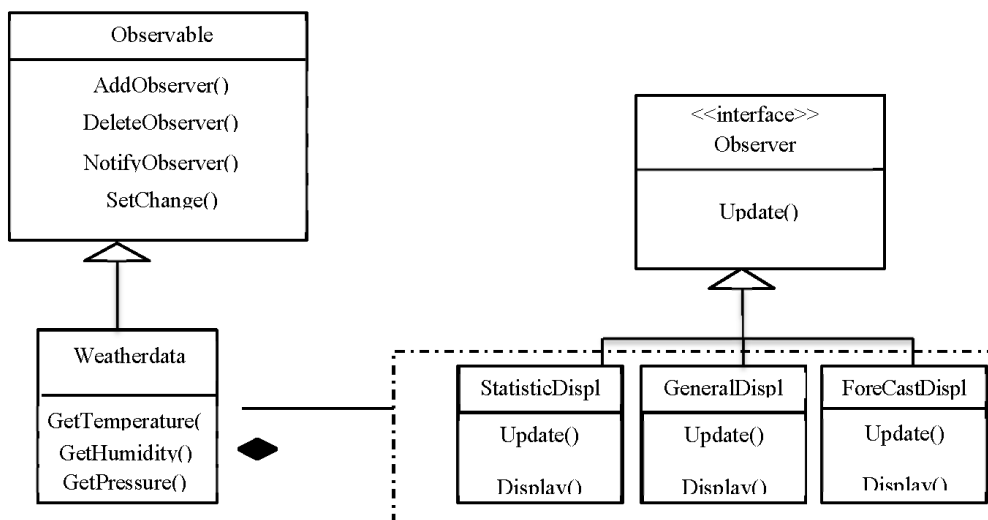 Observable
AddObserver()
DeleteObserver()
NotifyObserver()
SetChange()
<<interface>>
Observer
Update()
Weatherdata
GetTemperature(
GetHumidity()
GetPressure()
StatisticDispl
Update()
Display()
GeneralDispl
Update()
Display()
ForeCastDispl
Update()
Display()